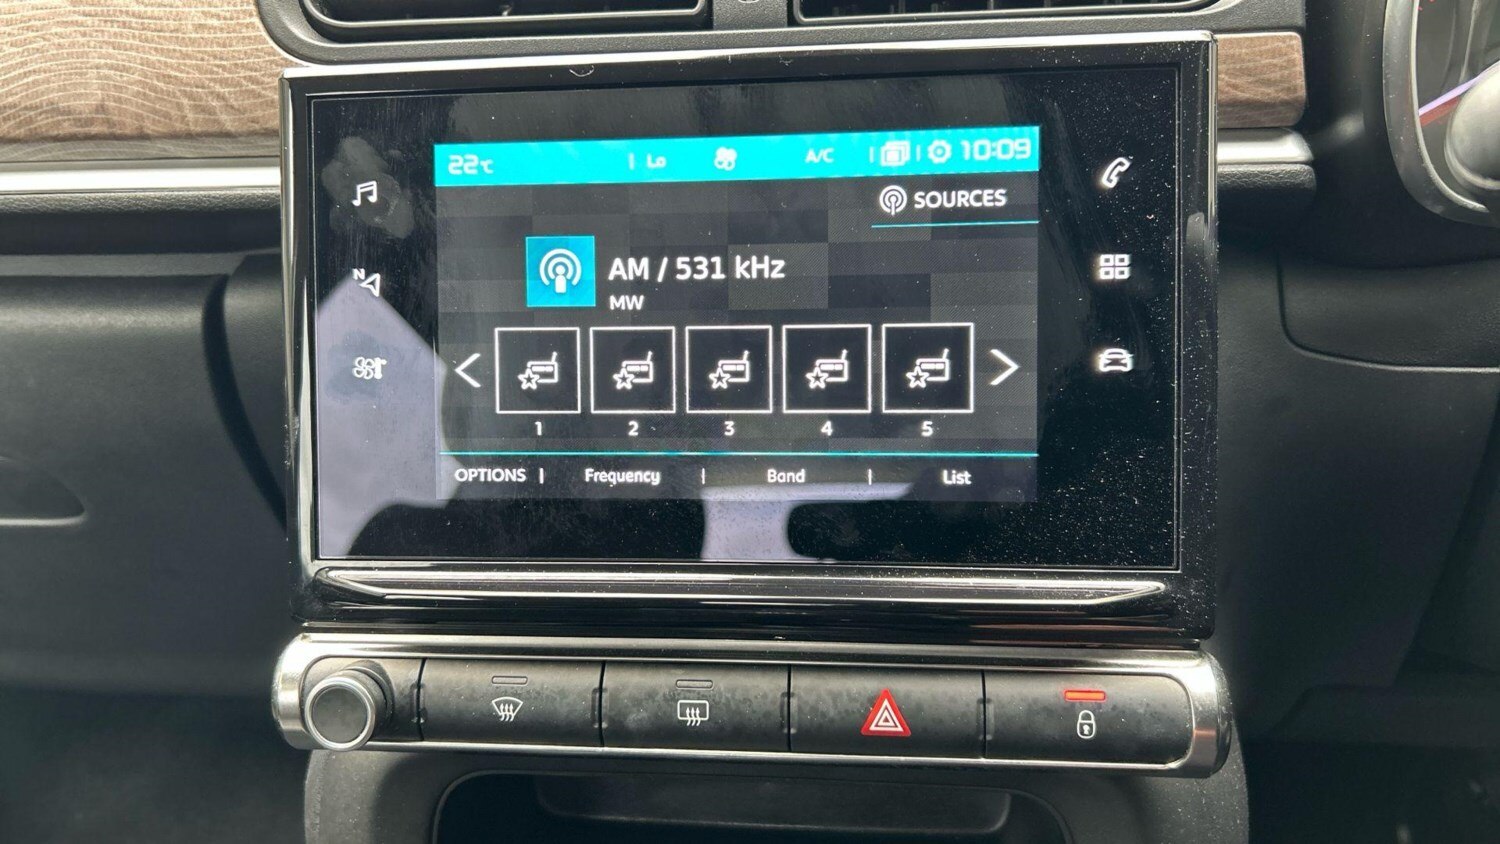 22°C | Lo A/C | | 10:09
SOURCES
AM / 531 kHz
MW
1 2 3 4 5
OPTIONS | Frequency | Band | List
N